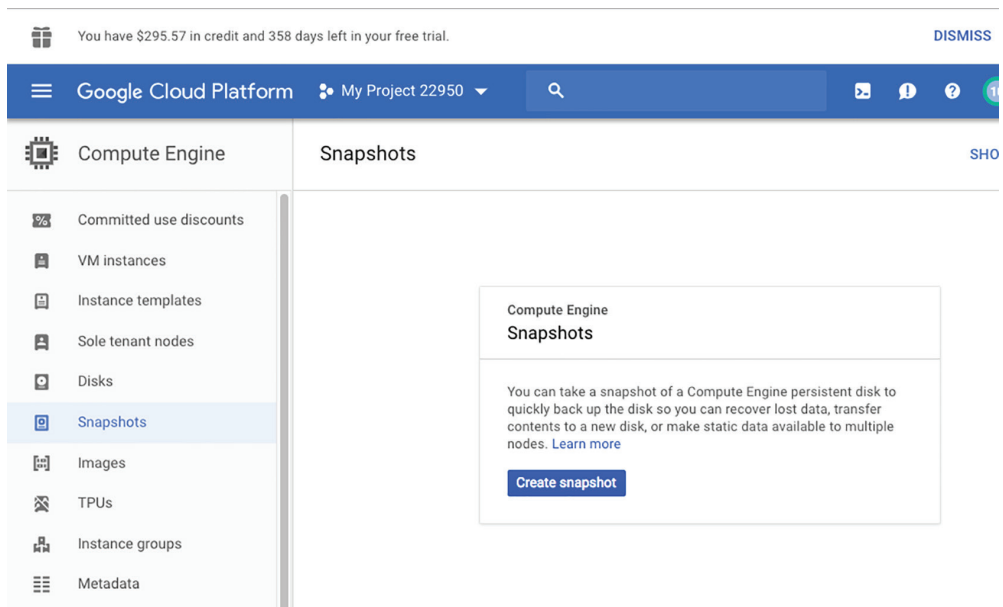 You have $295.57 in credit and 358 days left in your free trial.
DISMISS
Google Cloud Platform
My Project 22950
Compute Engine
Snapshots
SHO
Committed use discounts
VM instances
Instance templates
Sole tenant nodes
Disks
Snapshots
Images
TPUs
Instance groups
Metadata
Compute Engine
Snapshots
You can take a snapshot of a Compute Engine persistent disk to
quickly back up the disk so you can recover lost data, transfer
contents to a new disk, or make static data available to multiple
nodes. Learn more
Create snapshot